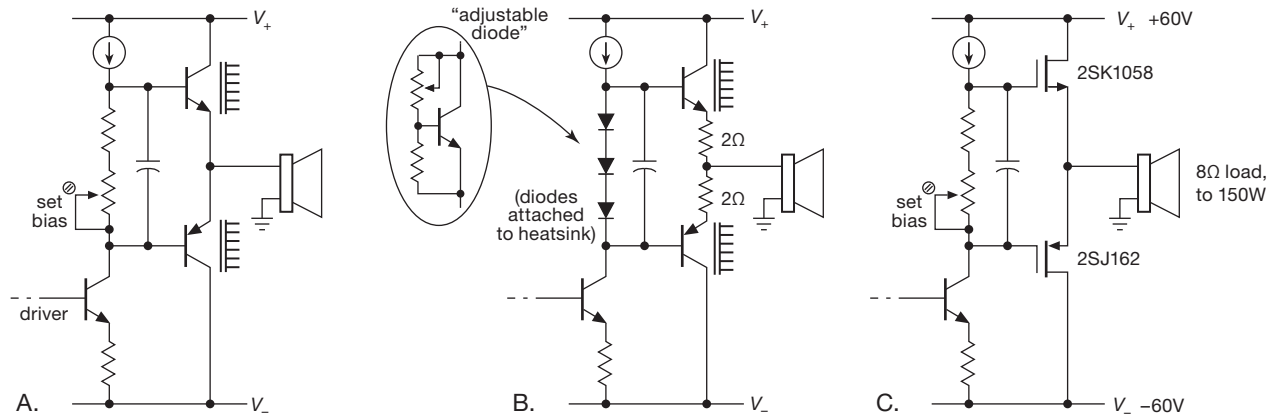 V+
set
bias
driver
V–
A.
"adjustable
diode"
V+
2Ω
2Ω
(diodes
attached
to heatsink)
V–
B.
V+ +60V
2SK1058
8Ω load,
to 150W
set
bias
2SJ162
V– –60V
C.